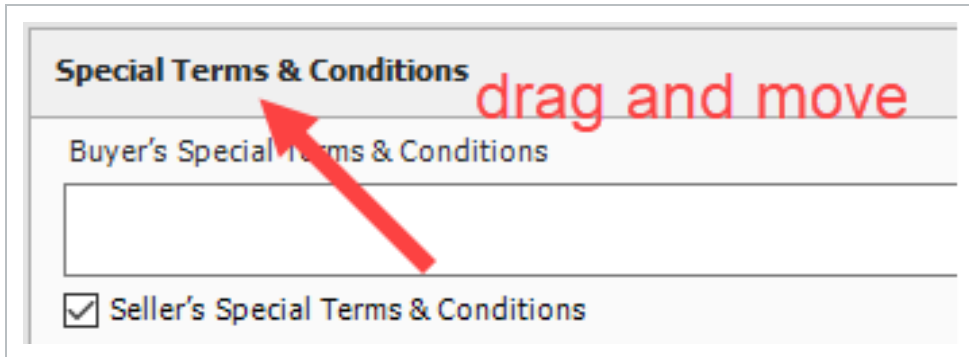 Special Terms & Conditions
drag and move
Buyer’s Special Terms & Conditions
Seller’s Special Terms & Conditions